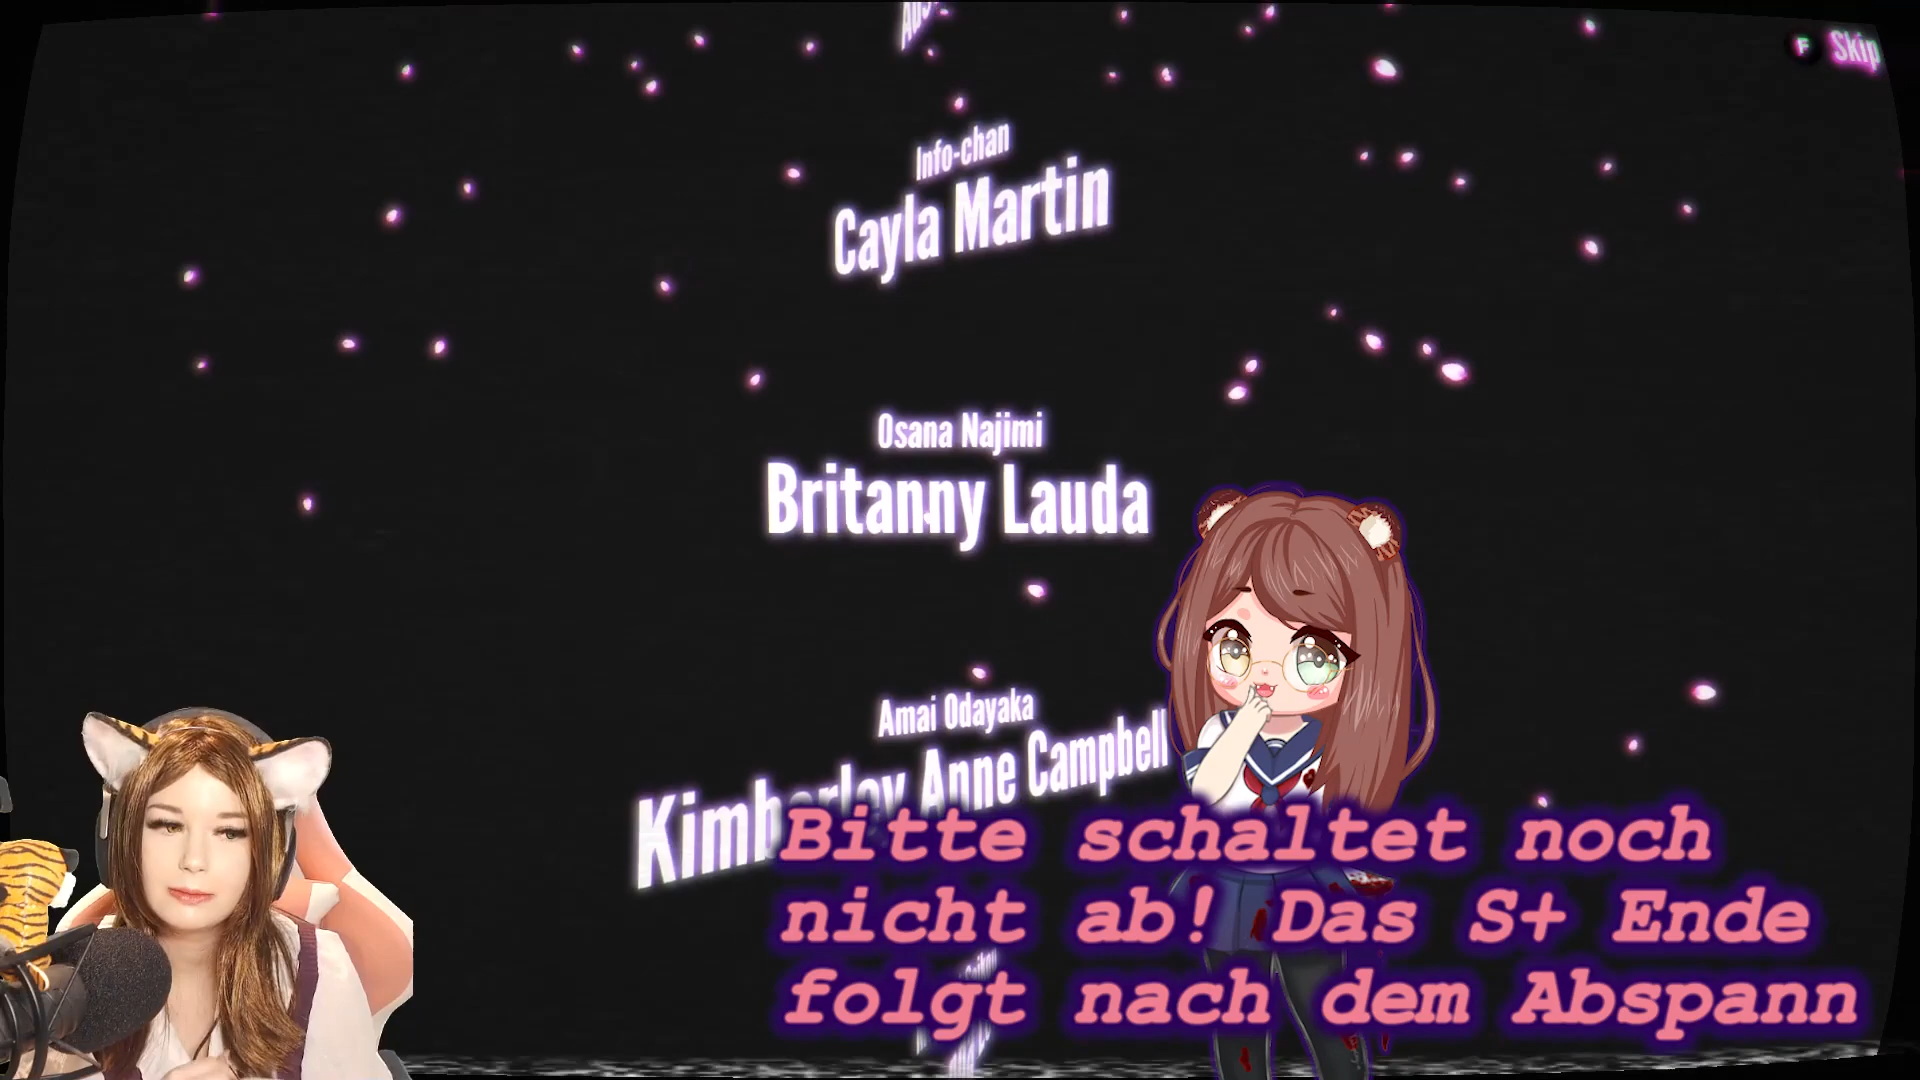 F Skip
Info-chan
Cayla Martin
Osana Najimi
Britanny Lauda
Amai Odayaka
Kimberley Anne Campbell
Bitte schaltet noch
nicht ab! Das S+ Ende
folgt nach dem Abspann